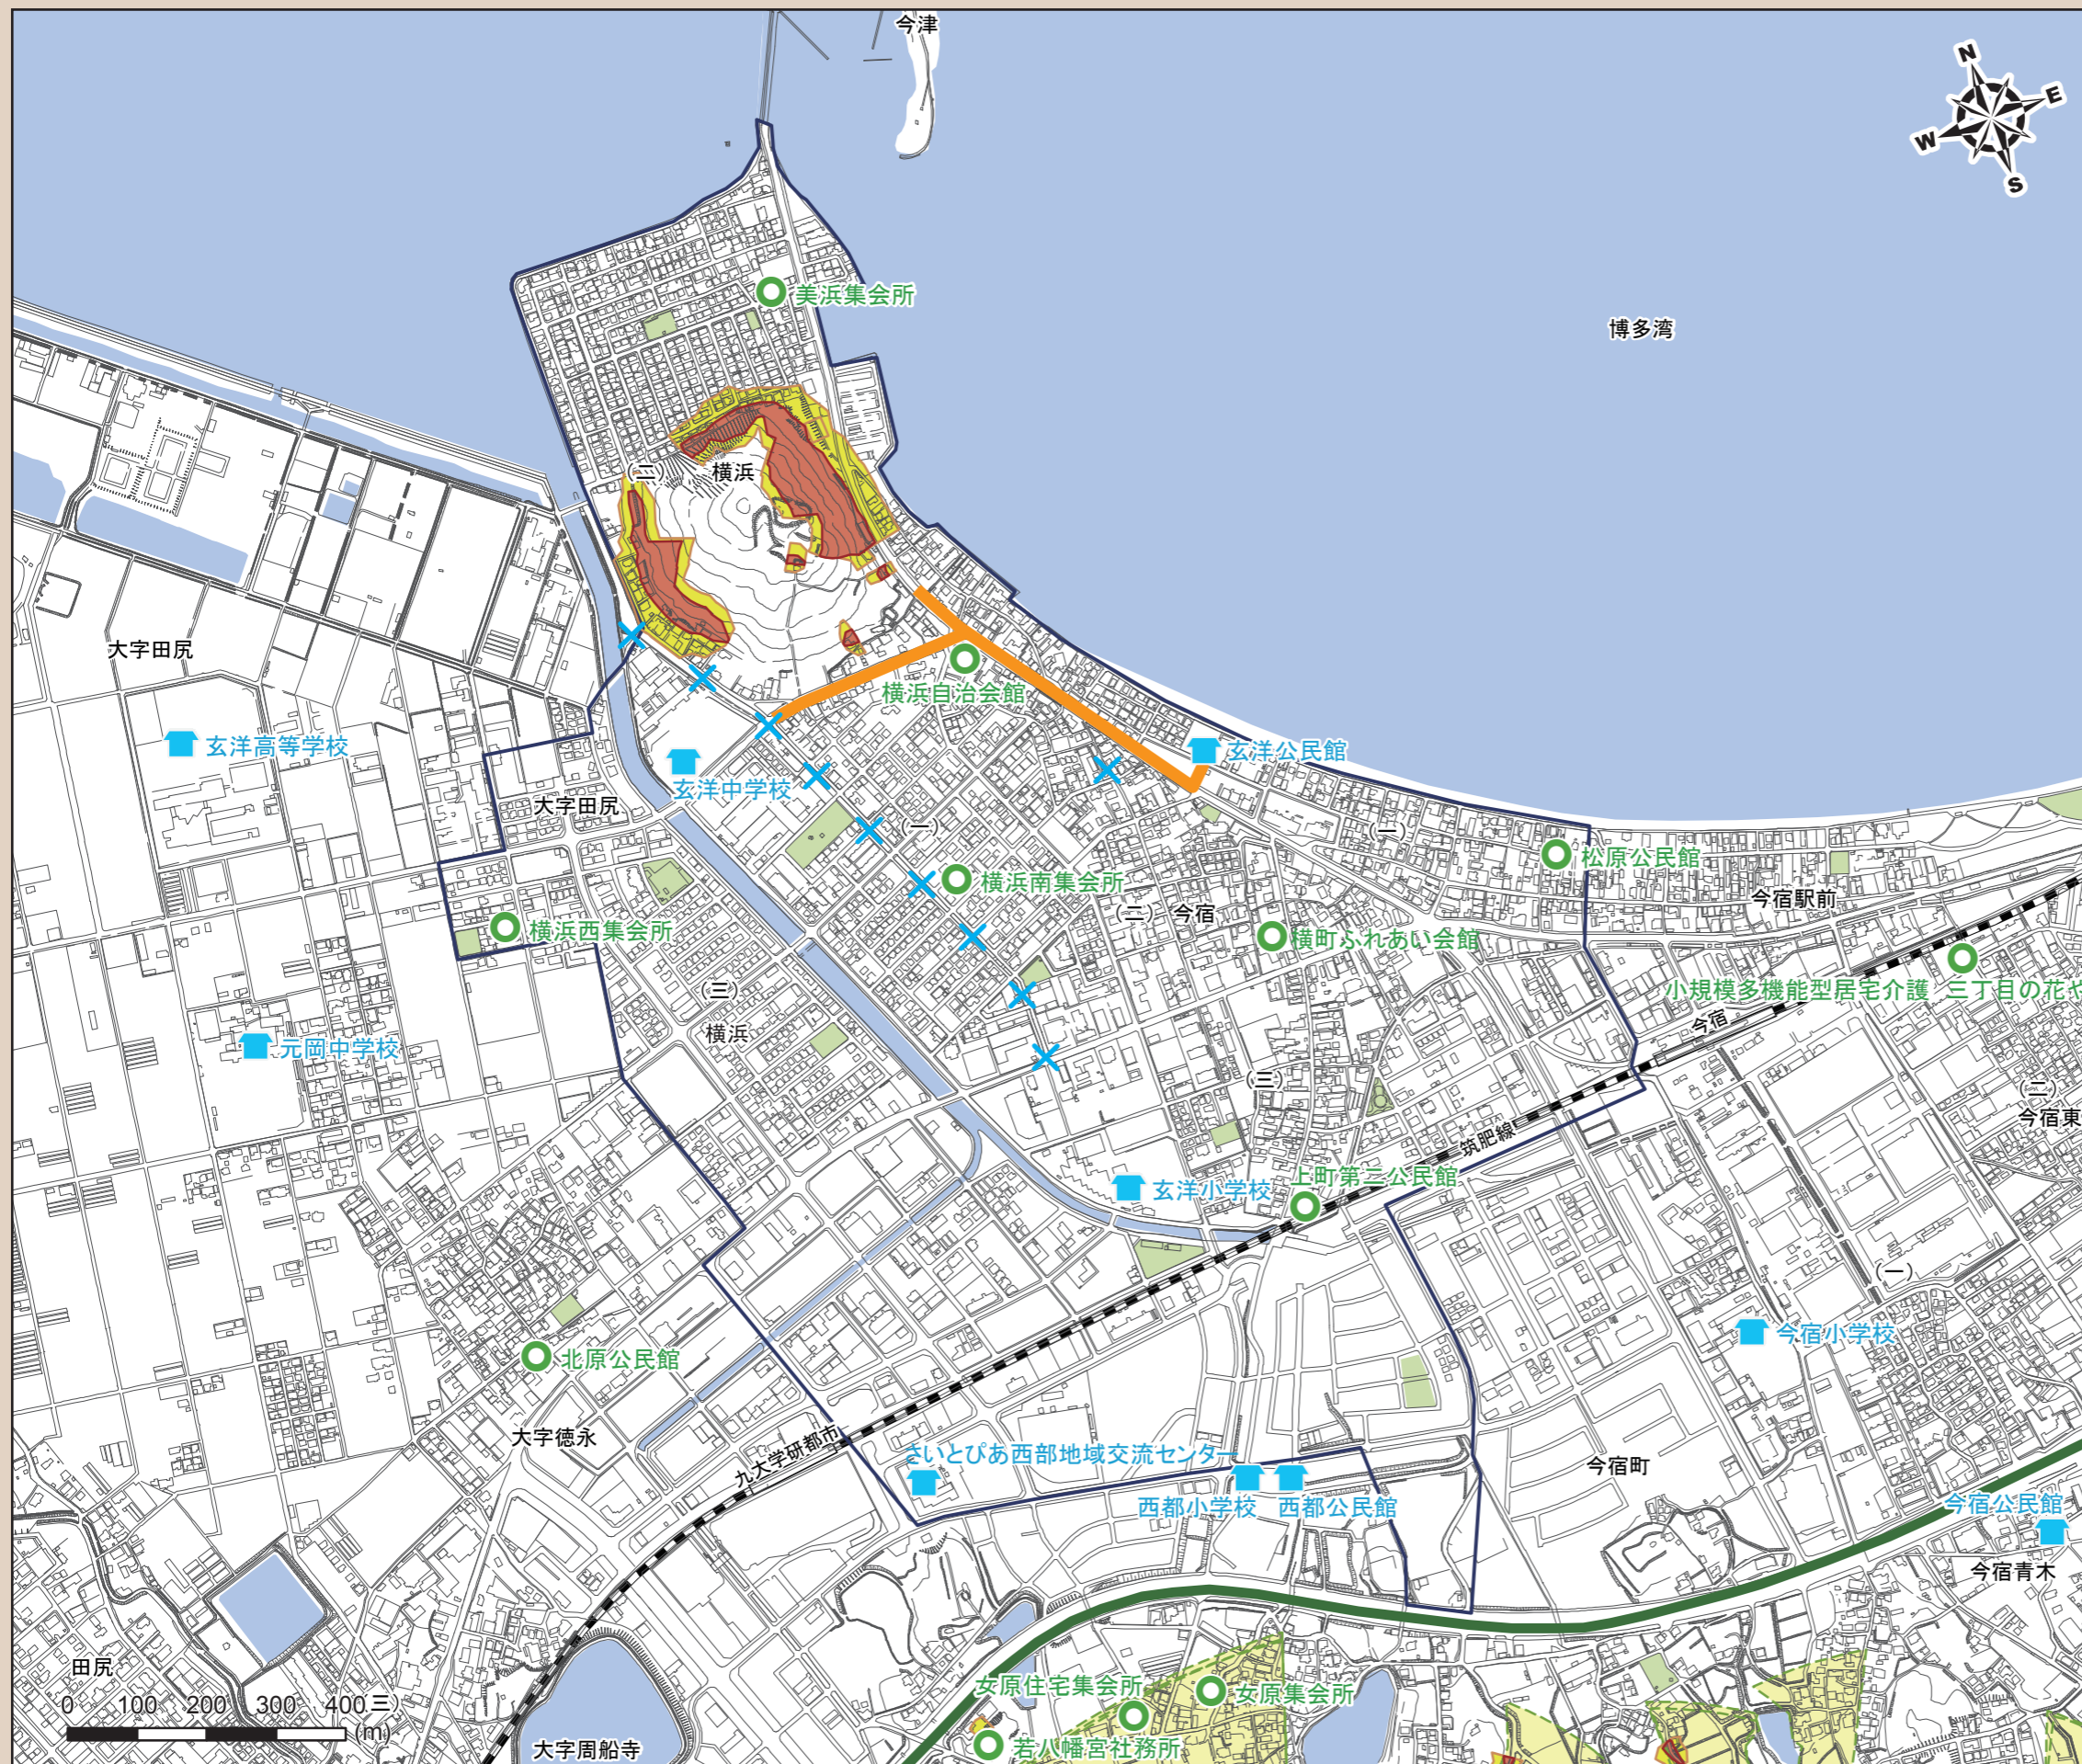 今津
N
E
W
S
美浜集会所
博多湾
(二)
横浜
大字田尻
横浜自治会館
玄洋高等学校
玄洋公民館
玄洋中学校
大字田尻
(一)
(一)
松原公民館
横浜南集会所
今宿駅前
(二)
今宿
横浜西集会所
横町ふれあい会館
小規模多機能型居宅介護 三丁目の花や
(三)
横浜
今宿
元岡中学校
(三)
(二)
今宿東
筑肥線
上町第二公民館
玄洋小学校
(一)
今宿小学校
北原公民館
大字徳永
九大学研都市
さいとぴあ西部地域交流センター
今宿町
西都小学校
西都公民館
今宿公民館
今宿青木
田尻
女原住宅集会所
女原集会所
0 100 200 300 400
三)
(m)
大字周船寺
若八幡宮社務所